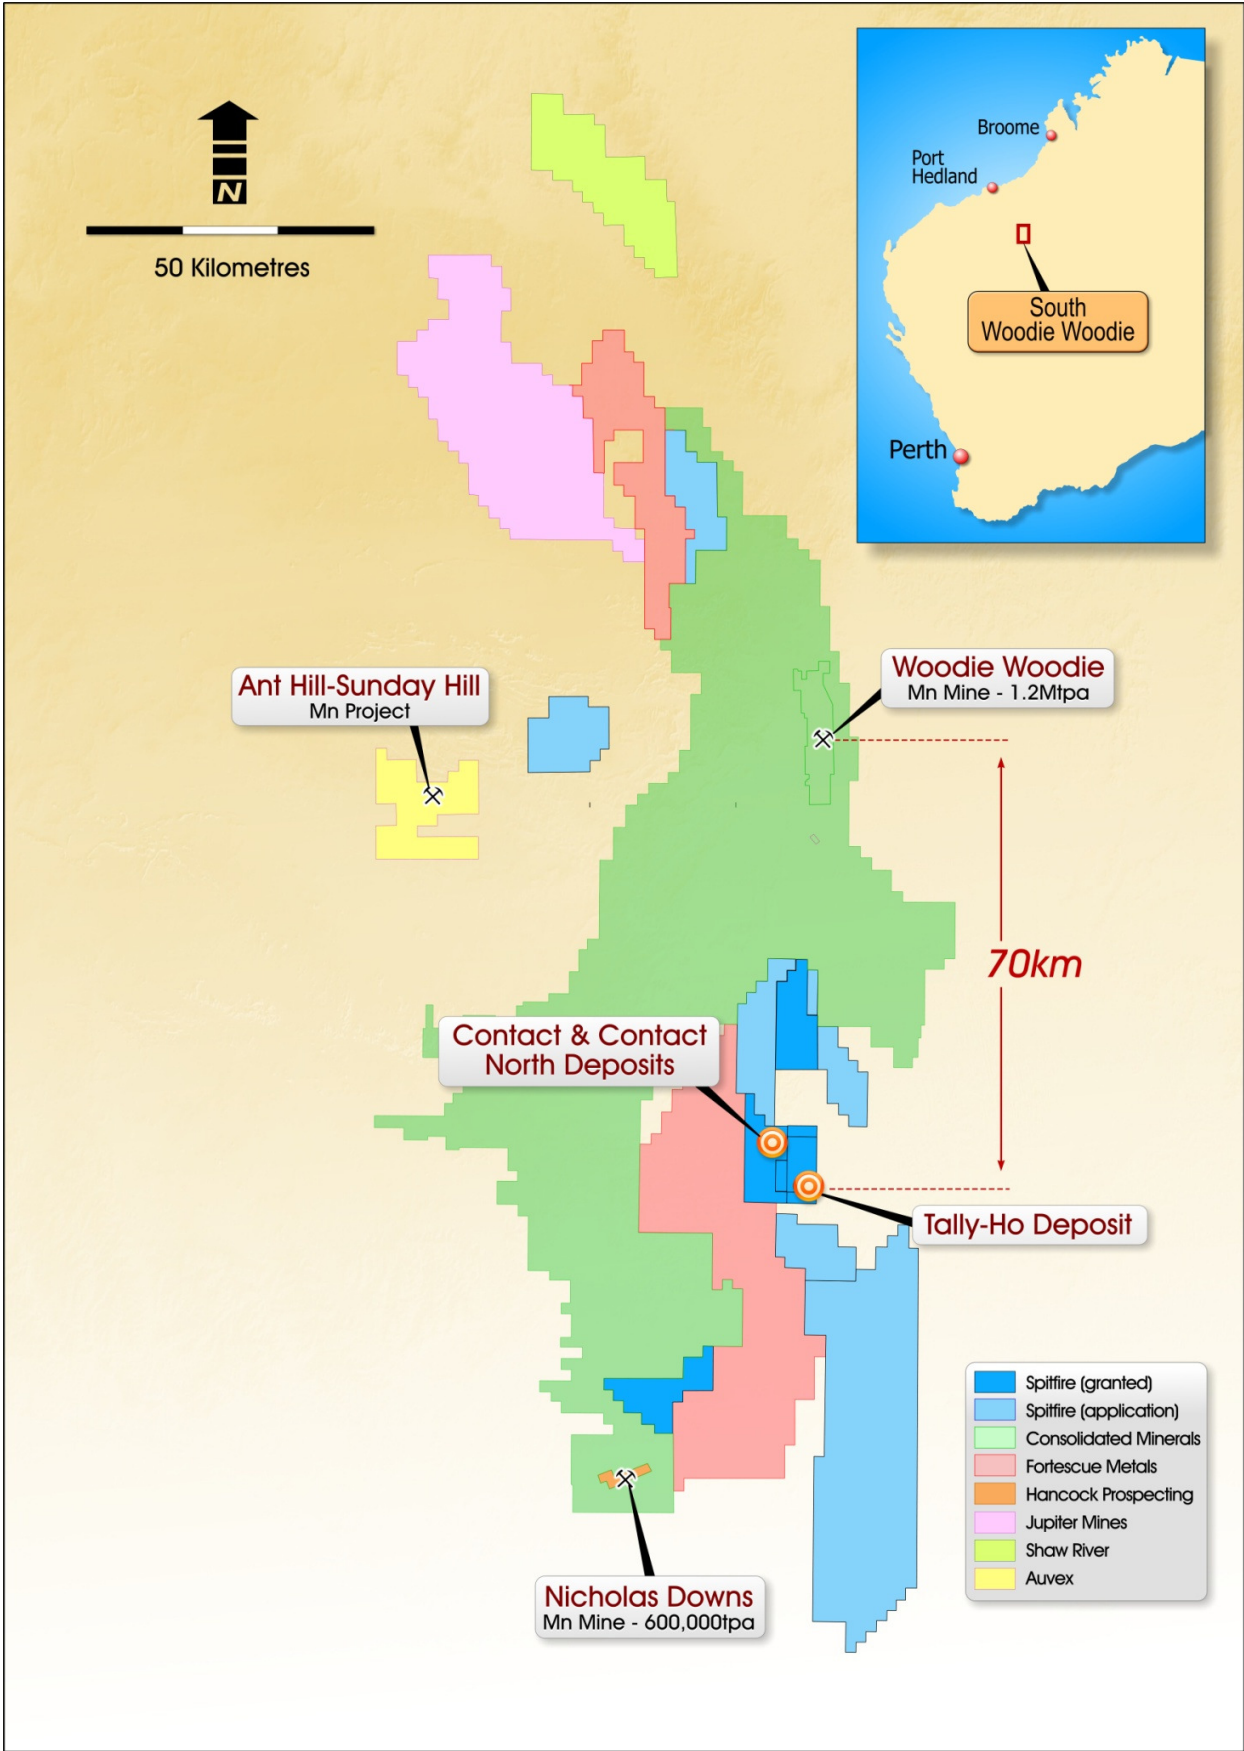 N
50 Kilometres
Broome
Port
Hedland
South
Woodie Woodie
Perth
Ant Hill-Sunday Hill
Mn Project
Woodie Woodie
Mn Mine - 1.2Mtpa
70km
Contact & Contact
North Deposits
Tally-Ho Deposit
Nicholas Downs
Mn Mine - 600,000tpa
Spitfire (granted)
Spitfire (application)
Consolidated Minerals
Fortescue Metals
Hancock Prospecting
Jupiter Mines
Shaw River
Auvex